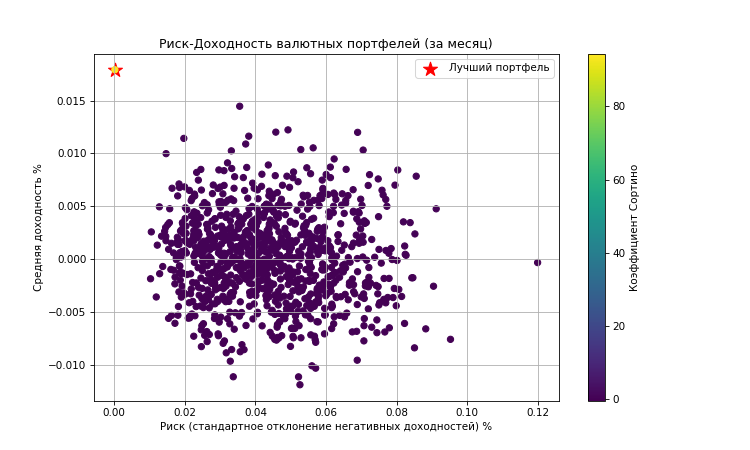 Риск-Доходность валютных портфелей (за месяц)
Лучший портфель
Средняя доходность %
0.015
0.010
0.005
0.000
−0.005
−0.010
0.00 0.02 0.04 0.06 0.08 0.10 0.12
Риск (стандартное отклонение негативных доходностей) %
80
60
40
20
0
Коэффициент Сортино